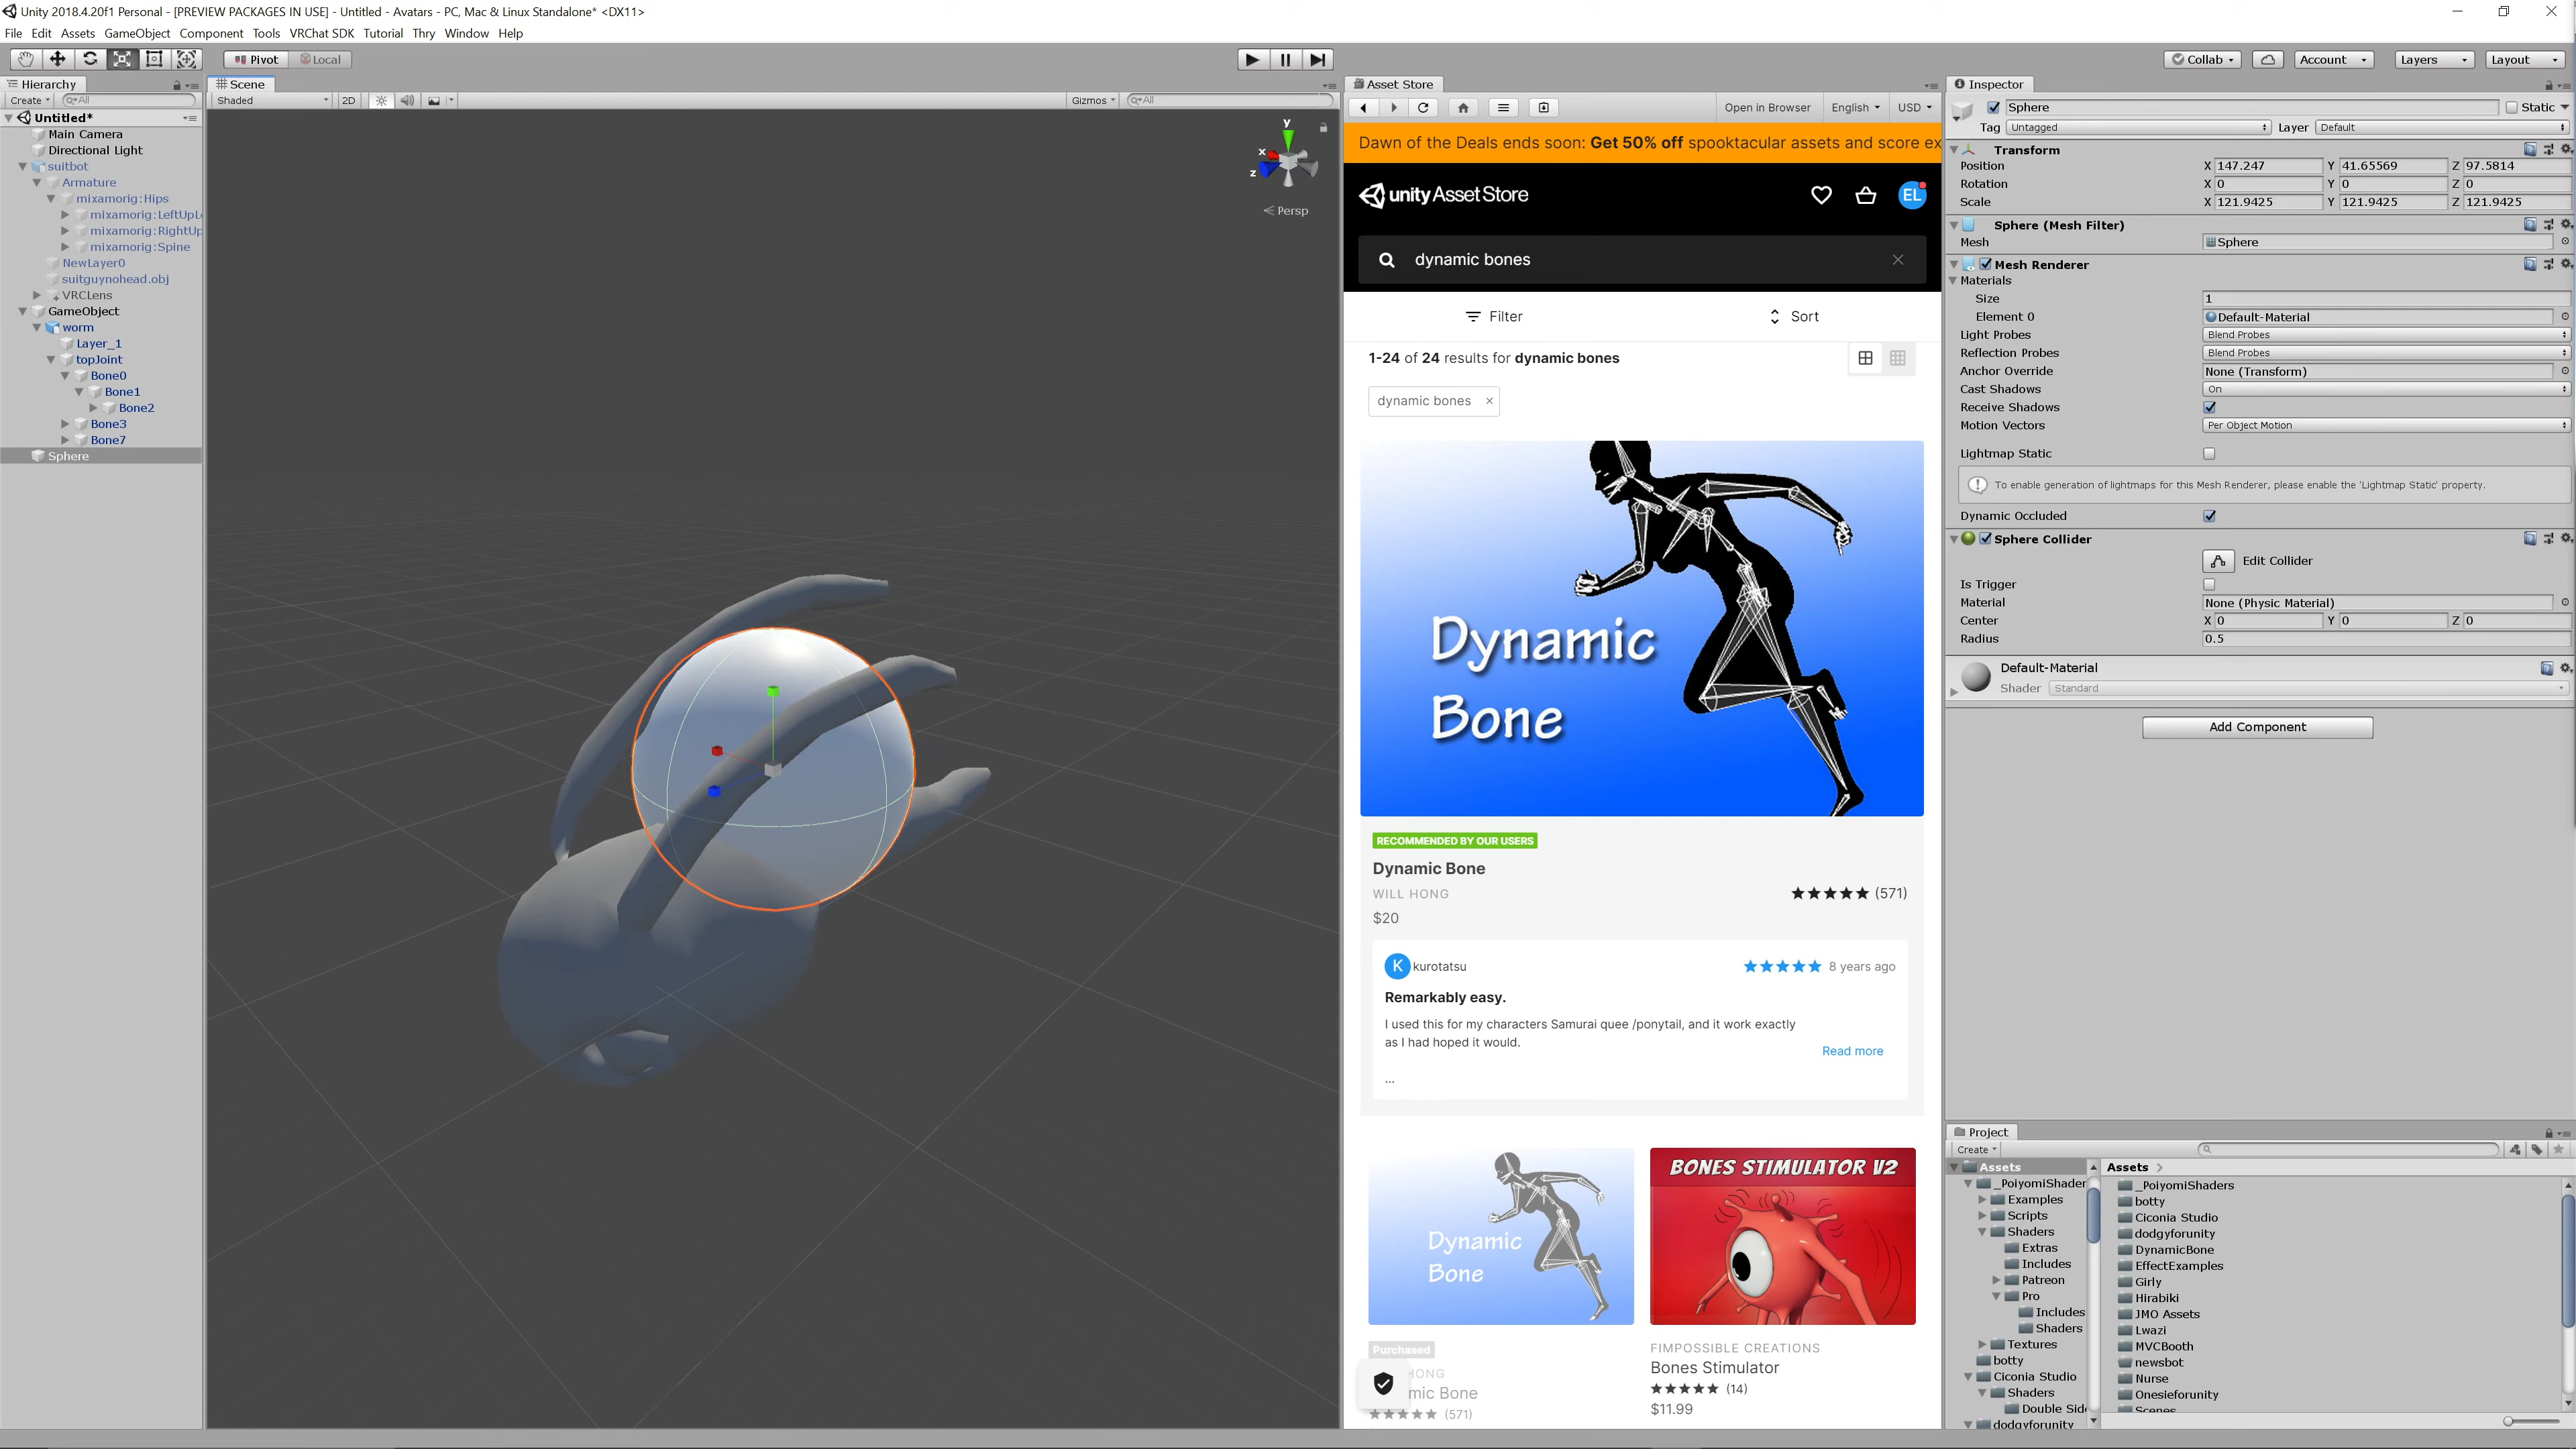 Unity 2018.4.20f1 Personal - [PREVIEW PACKAGES IN USE] - Untitled - Avatars - PC, Mac & Linux Standalone* <DX11>
File Edit Assets GameObject Component Tools VRChat SDK Tutorial Thry Window Help
Pivot Local
Collab Account Layers Layout
Hierarchy
Create All
Untitled*
Main Camera
Directional Light
suitbot
Armature
mixamorig:Hips
mixamorig:LeftUpL
mixamorig:RightUp
mixamorig:Spine
NewLayer0
suitguynohead.obj
VRCLens
GameObject
worm
Layer_1
topJoint
Bone0
Bone1
Bone2
Bone3
Bone7
Sphere
Scene
Shaded 2D Gizmos All
y
x
z
Persp
Asset Store
Open in Browser English USD
Dawn of the Deals ends soon: Get 50% off spooktacular assets and score ex
unity Asset Store
EL
dynamic bones
Filter Sort
1-24 of 24 results for dynamic bones
dynamic bones ×
Dynamic
Bone
RECOMMENDED BY OUR USERS
Dynamic Bone
WILL HONG
★★★★★ (571)
$20
K kurotatsu ★★★★★ 8 years ago
Remarkably easy.
I used this for my characters Samurai quee /ponytail, and it work exactly
as I had hoped it would.
Read more
...
Dynamic
Bone
Purchased
HONG
mic Bone
★★★★★ (571)
BONES STIMULATOR V2
FIMPOSSIBLE CREATIONS
Bones Stimulator
★★★★★ (14)
$11.99
Inspector
Sphere Static
Tag Untagged Layer Default
Transform
Position X 147.247 Y 41.65569 Z 97.5814
Rotation X 0 Y 0 Z 0
Scale X 121.9425 Y 121.9425 Z 121.9425
Sphere (Mesh Filter)
Mesh Sphere
Mesh Renderer
Materials
Size 1
Element 0 Default-Material
Light Probes Blend Probes
Reflection Probes Blend Probes
Anchor Override None (Transform)
Cast Shadows On
Receive Shadows
Motion Vectors Per Object Motion
Lightmap Static
To enable generation of lightmaps for this Mesh Renderer, please enable the 'Lightmap Static' property.
Dynamic Occluded
Sphere Collider
Edit Collider
Is Trigger
Material None (Physic Material)
Center X 0 Y 0 Z 0
Radius 0.5
Default-Material
Shader Standard
Add Component
Project
Create
Assets
_PoiyomiShader
Examples
Scripts
Shaders
Extras
Includes
Patreon
Pro
Includes
Shaders
Textures
botty
Ciconia Studio
Shaders
Double Sid
dodgyforunity
Assets
_PoiyomiShaders
botty
Ciconia Studio
dodgyforunity
DynamicBone
EffectExamples
Girly
Hirabiki
JMO Assets
Lwazi
MVCBooth
newsbot
Nurse
Onesieforunity
Scenes